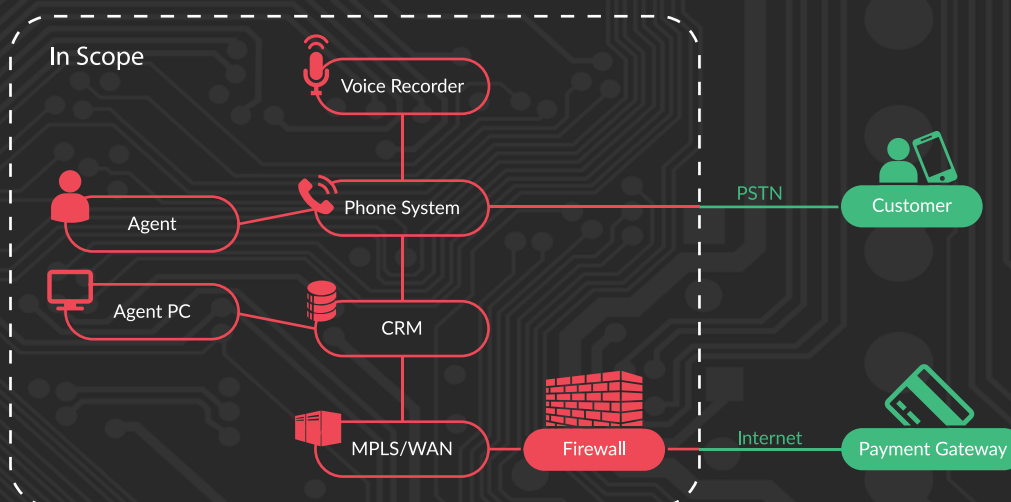 In Scope
Voice Recorder
Agent
Phone System
PSTN
Customer
Agent PC
CRM
MPLS/WAN
Firewall
Internet
Payment Gateway